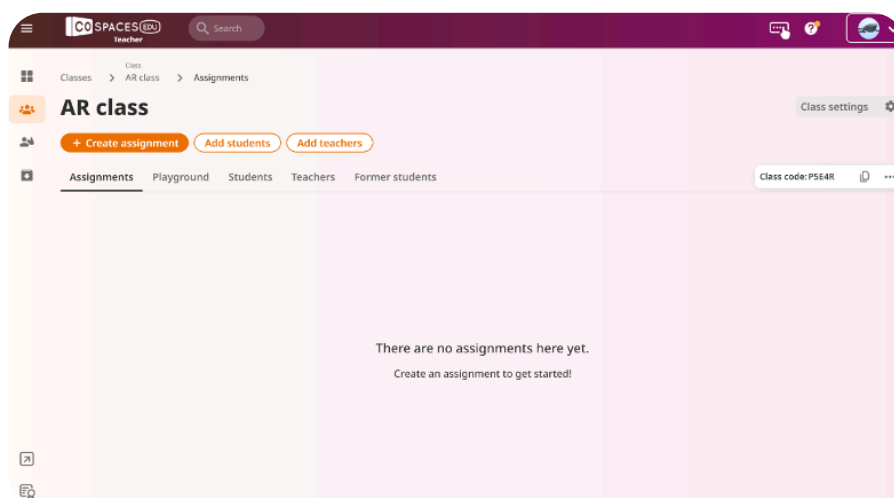 COSPACES EDU
Teacher
Search
Class
Classes > AR class > Assignments
AR class
Class settings
+ Create assignment Add students Add teachers
Assignments Playground Students Teachers Former students
Class code: P5E4R
There are no assignments here yet.
Create an assignment to get started!